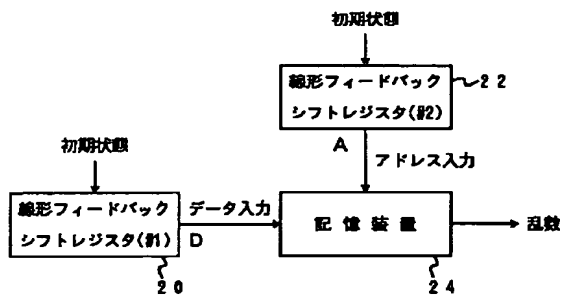 初期状態
線形フィードバック
シフトレジスタ(#2)
22
A
アドレス入力
初期状態
線形フィードバック
シフトレジスタ(#1)
データ入力
D
記憶装置
乱数
20
24